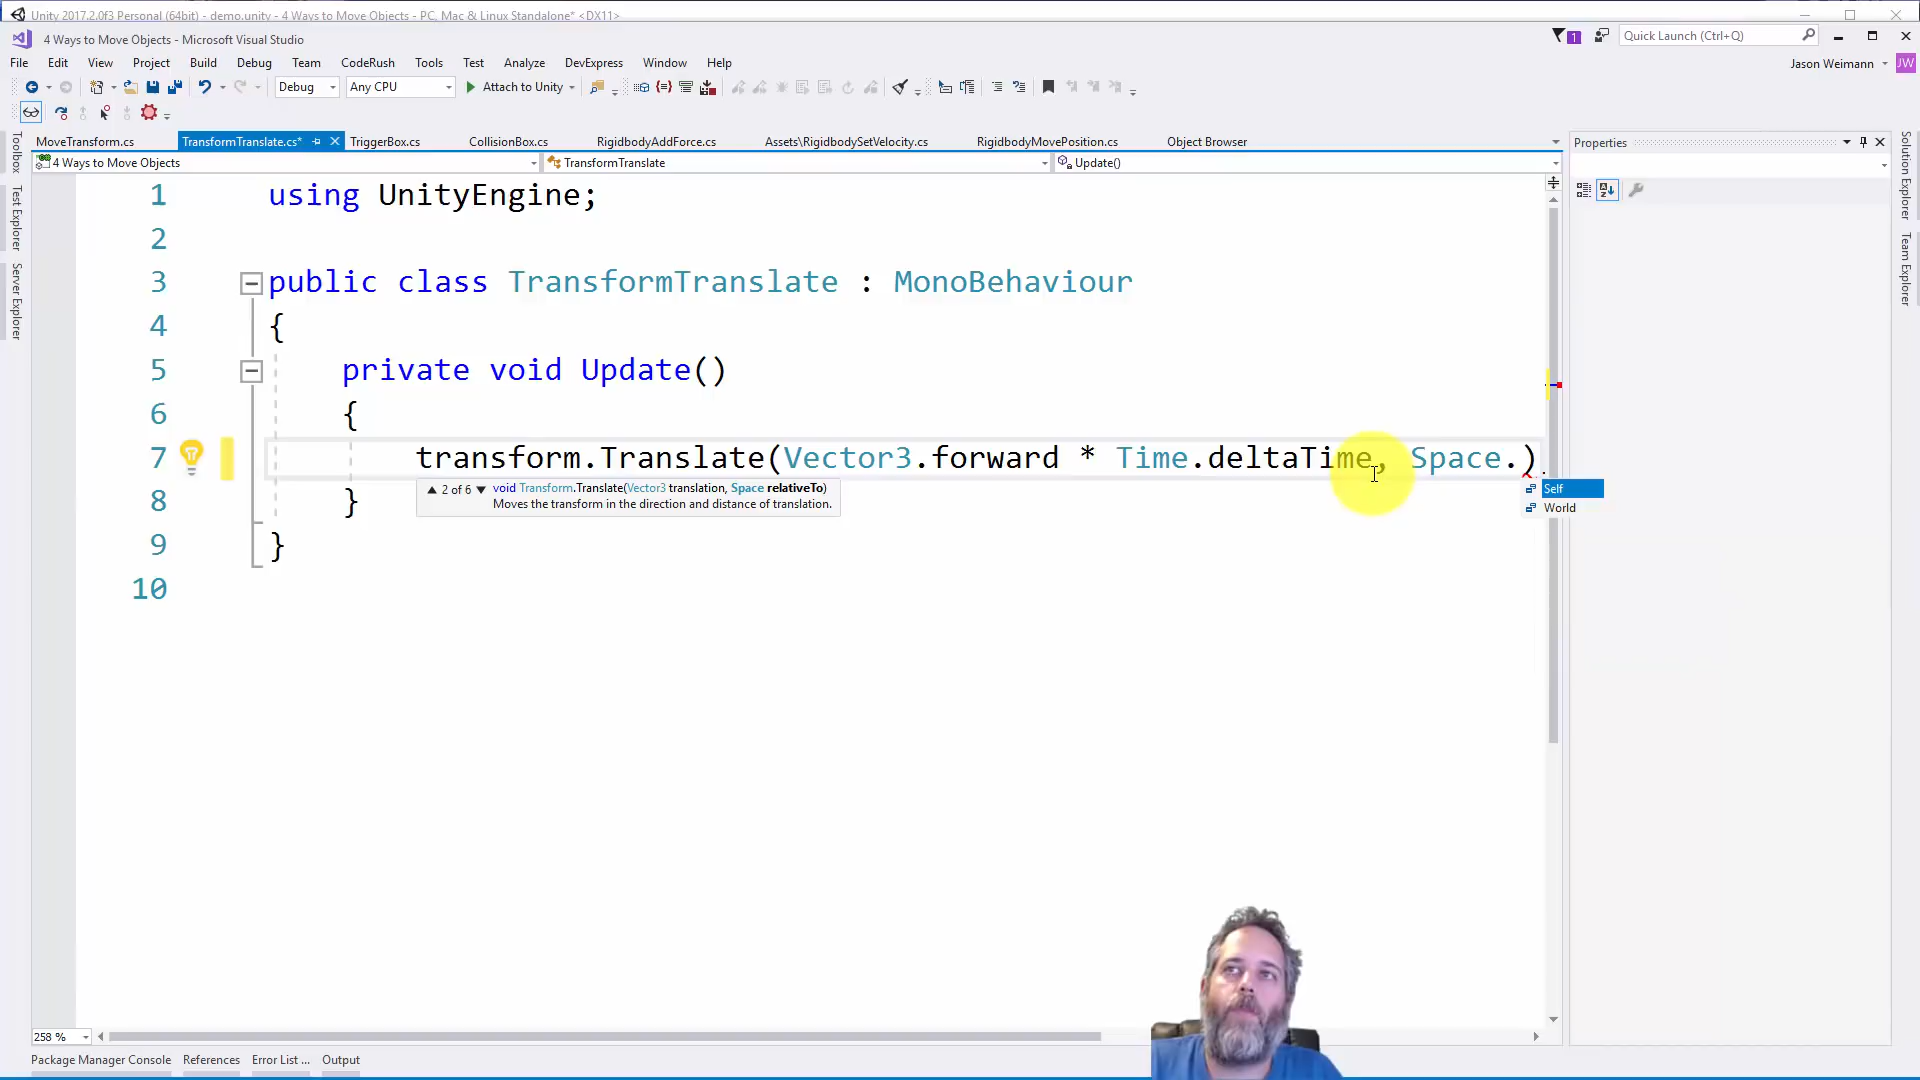 Unity 2017.2.0f3 Personal (64bit) - demo.unity - 4 Ways to Move Objects - PC, Mac & Linux Standalone* <DX11>
4 Ways to Move Objects - Microsoft Visual Studio
1
Quick Launch (Ctrl+Q)
File Edit View Project Build Debug Team CodeRush Tools Test Analyze DevExpress Window Help
Jason Weimann JW
Debug Any CPU Attach to Unity
MoveTransform.cs TransformTranslate.cs* TriggerBox.cs CollisionBox.cs RigidbodyAddForce.cs Assets\RigidbodySetVelocity.cs RigidbodyMovePosition.cs Object Browser
Properties
4 Ways to Move Objects TransformTranslate Update()
Toolbox
Test Explorer
Server Explorer
Solution Explorer
Team Explorer
1 using UnityEngine;
2
3 public class TransformTranslate : MonoBehaviour
4 {
5 private void Update()
6 {
7 transform.Translate(Vector3.forward * Time.deltaTime, Space.);
2 of 6 void Transform.Translate(Vector3 translation, Space relativeTo)
Moves the transform in the direction and distance of translation.
Self
World
8 }
9 }
10
258 %
Package Manager Console References Error List ... Output